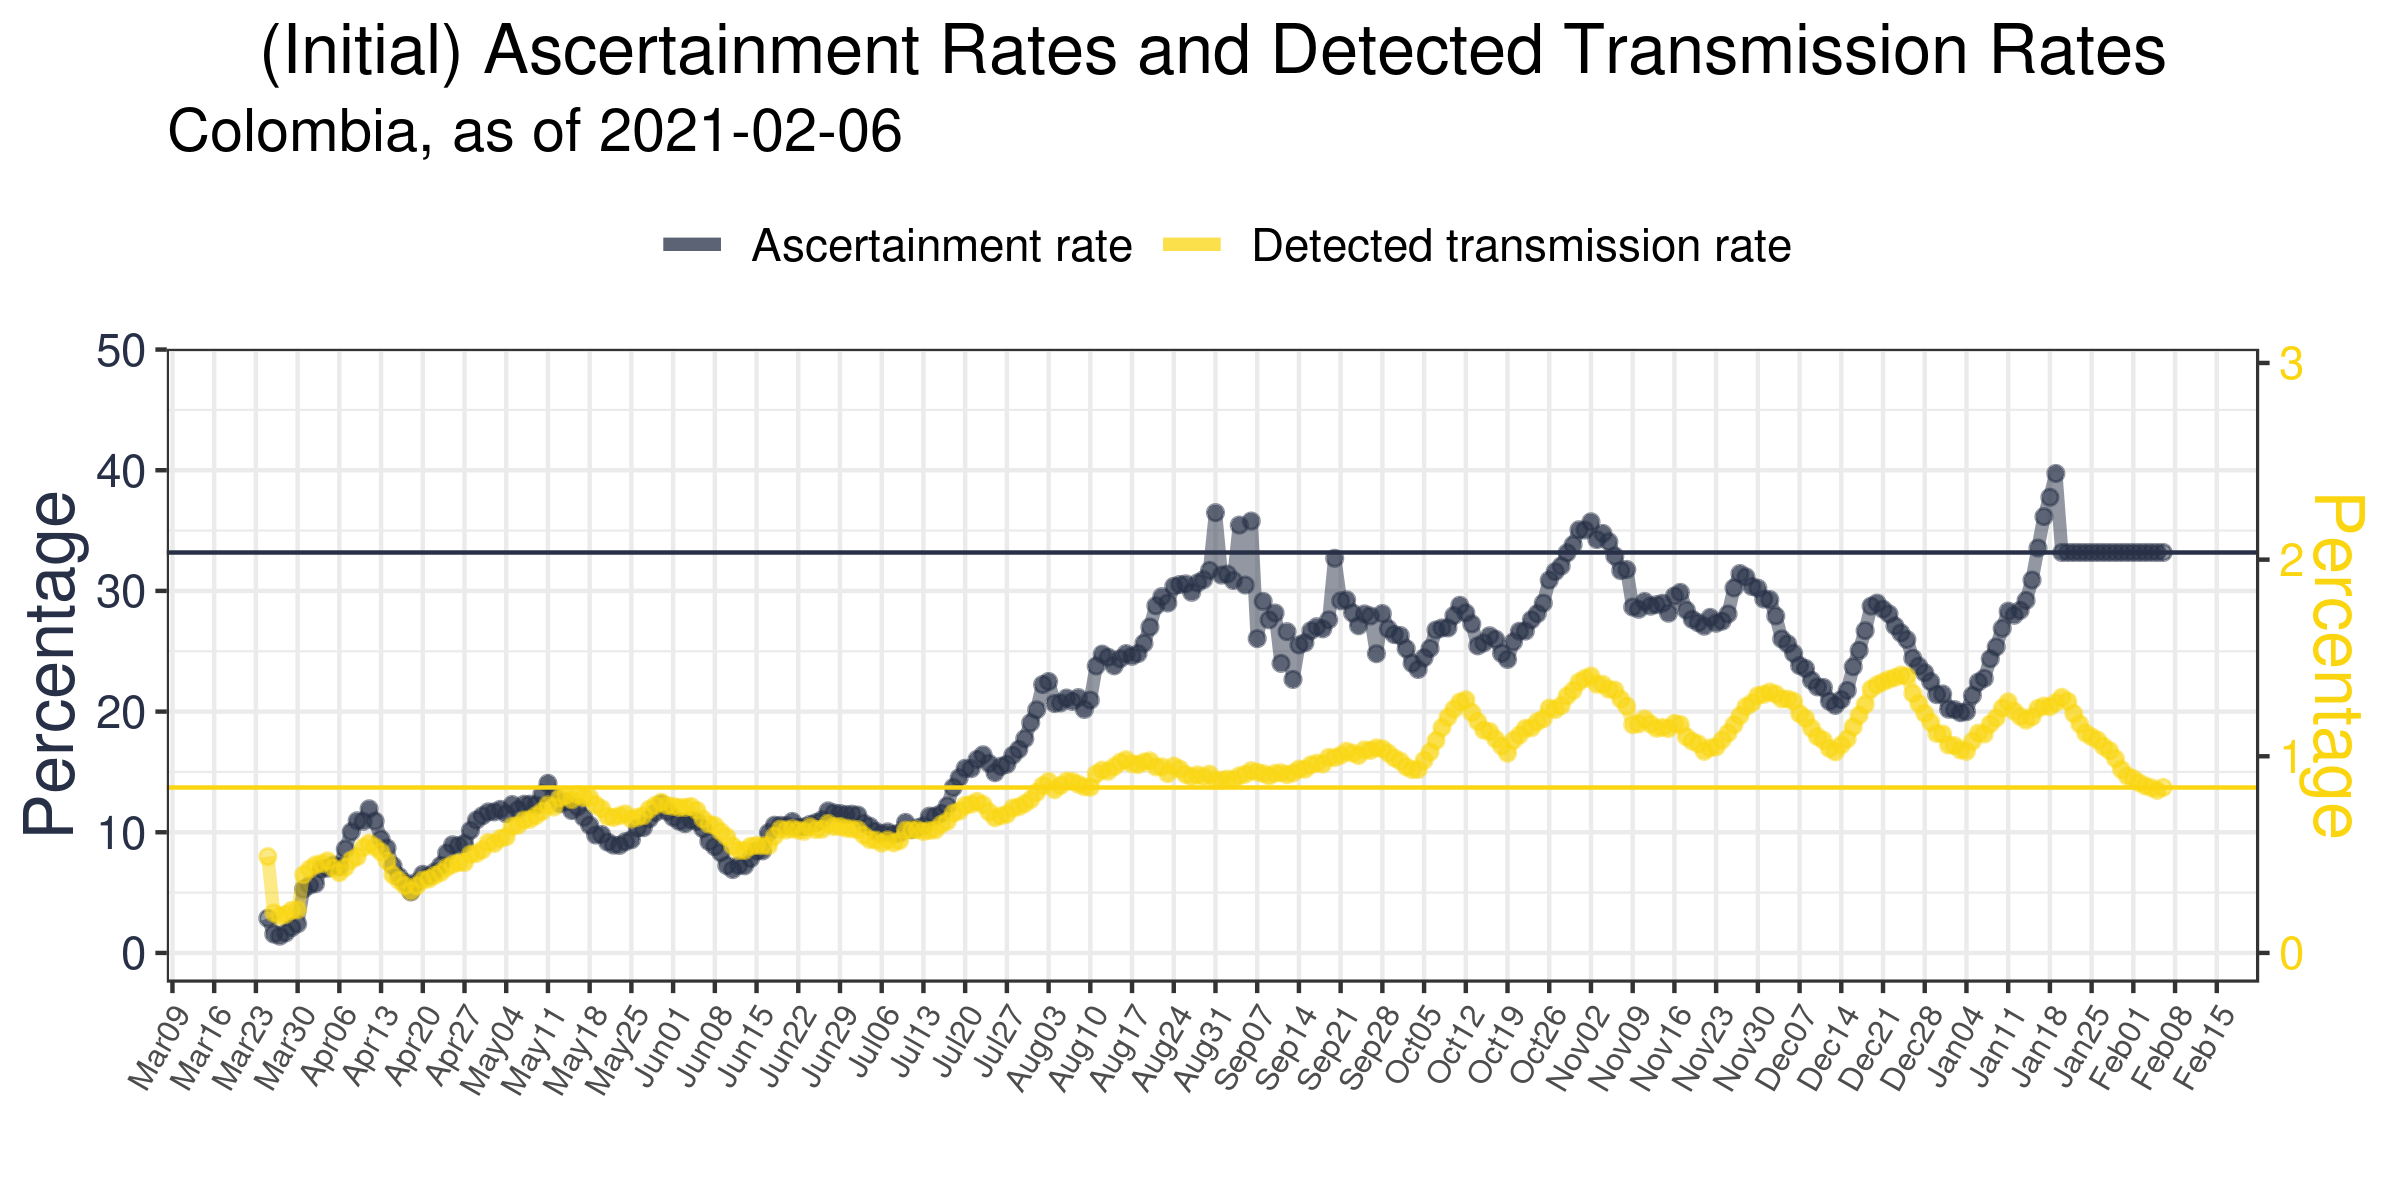 (Initial) Ascertainment Rates and Detected Transmission Rates
Colombia, as of 2021-02-06
Ascertainment rate
Detected transmission rate
Percentage
50
40
30
20
10
0
3
2
1
0
Percentage
Mar09
Mar16
Mar23
Mar30
Apr06
Apr13
Apr20
Apr27
May04
May11
May18
May25
Jun01
Jun08
Jun15
Jun22
Jun29
Jul06
Jul13
Jul20
Jul27
Aug03
Aug10
Aug17
Aug24
Aug31
Sep07
Sep14
Sep21
Sep28
Oct05
Oct12
Oct19
Oct26
Nov02
Nov09
Nov16
Nov23
Nov30
Dec07
Dec14
Dec21
Dec28
Jan04
Jan11
Jan18
Jan25
Feb01
Feb08
Feb15